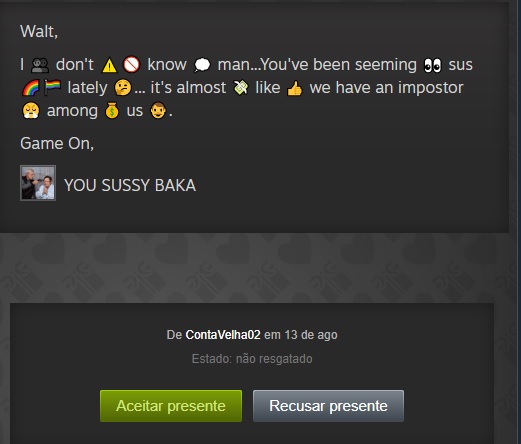 Walt,
I 👥 don't ⚠️ 🚫 know 💭 man...You've been seeming 👀 sus
🌈🏳️‍🌈 lately 🤔... it's almost 💸 like 👍 we have an impostor
😤 among 💰 us 👨.
Game On,
YOU SUSSY BAKA
De ContaVelha02 em 13 de ago
Estado: não resgatado
Aceitar presente
Recusar presente